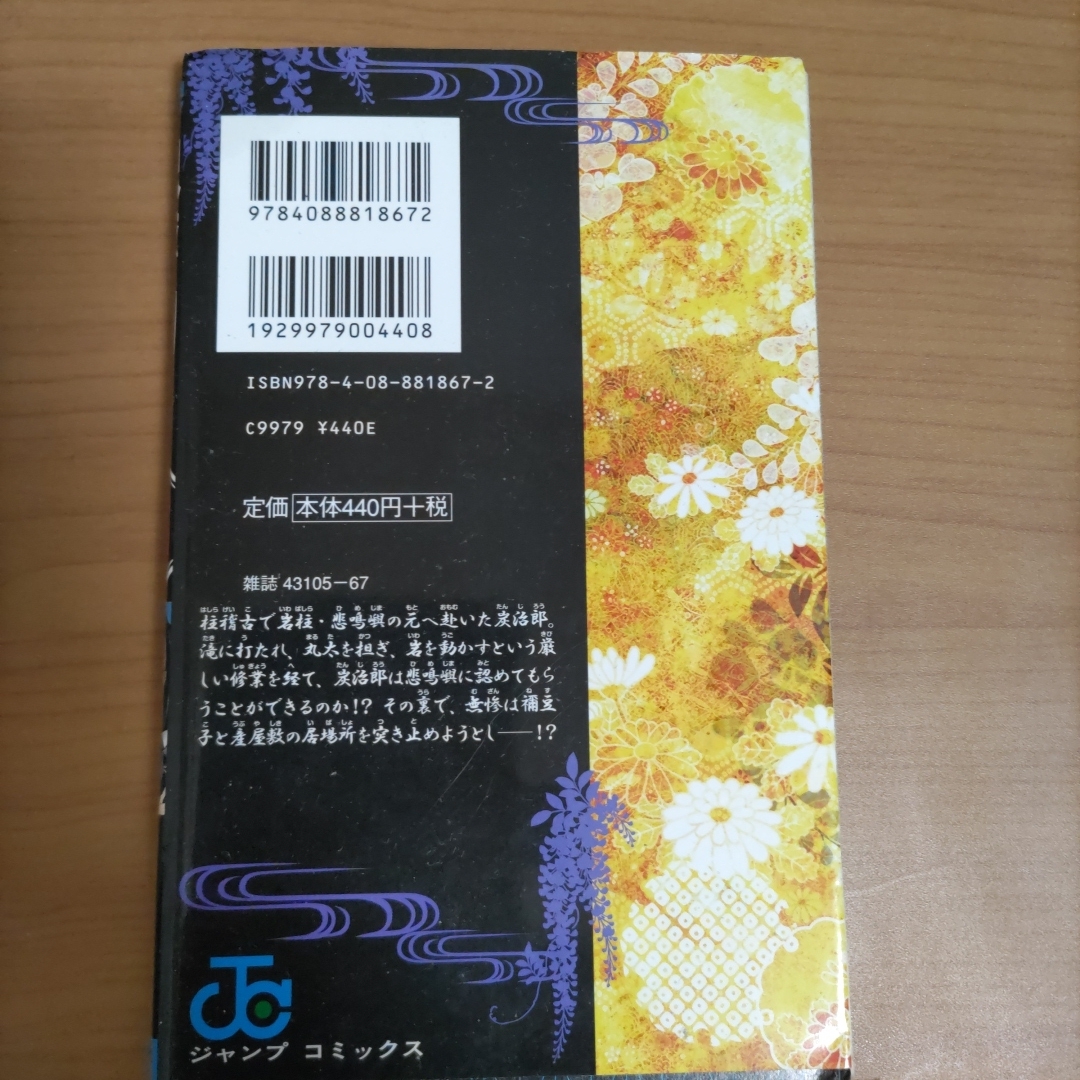 9784088818672
1929979004408
ISBN978-4-08-881867-2
C9979 ¥440E
定価 本体440円+税
雑誌 43105-67
柱稽古で岩柱・悲鳴嶼の元へ赴いた炭治郎。
滝に打たれ、丸太を担ぎ、岩を動かすという厳
しい修業を経て、炭治郎は悲鳴嶼に認めてもら
うことができるのか!? その裏で、無惨は禰豆
子と産屋敷の居場所を突き止めようとし──!?
JC
ジャンプ コミックス